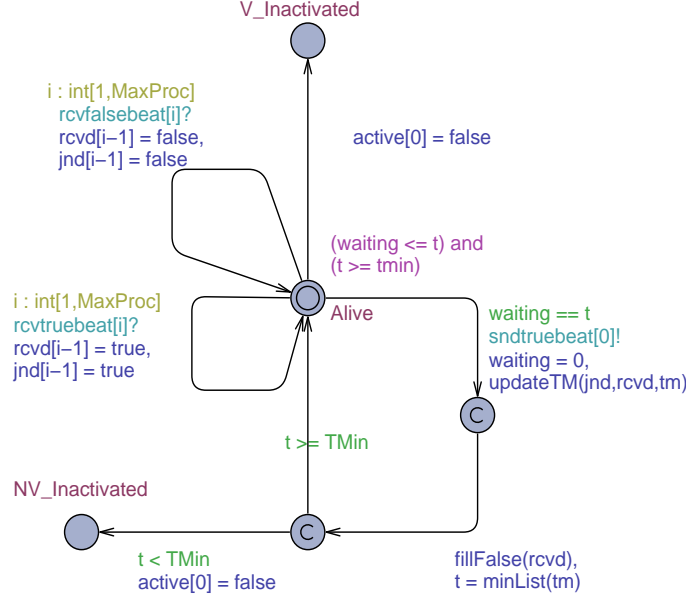 V_Inactivated
i : int[1,MaxProc]
rcvfalsebeat[i]?
rcvd[i−1] = false,
jnd[i−1] = false
active[0] = false
(waiting <= t) and
(t >= tmin)
i : int[1,MaxProc]
rcvtruebeat[i]?
rcvd[i−1] = true,
jnd[i−1] = true
Alive
waiting == t
sndtruebeat[0]!
waiting = 0,
updateTM(jnd,rcvd,tm)
C
t >= TMin
NV_Inactivated
C
t < TMin
active[0] = false
fillFalse(rcvd),
t = minList(tm)